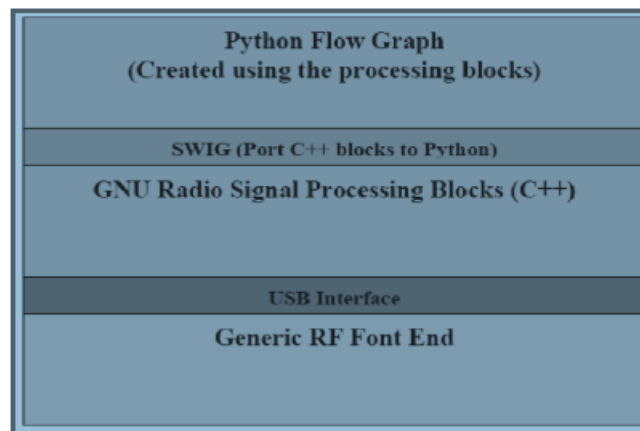 Python Flow Graph
(Created using the processing blocks)
SWIG (Port C++ blocks to Python)
GNU Radio Signal Processing Blocks (C++)
USB Interface
Generic RF Font End